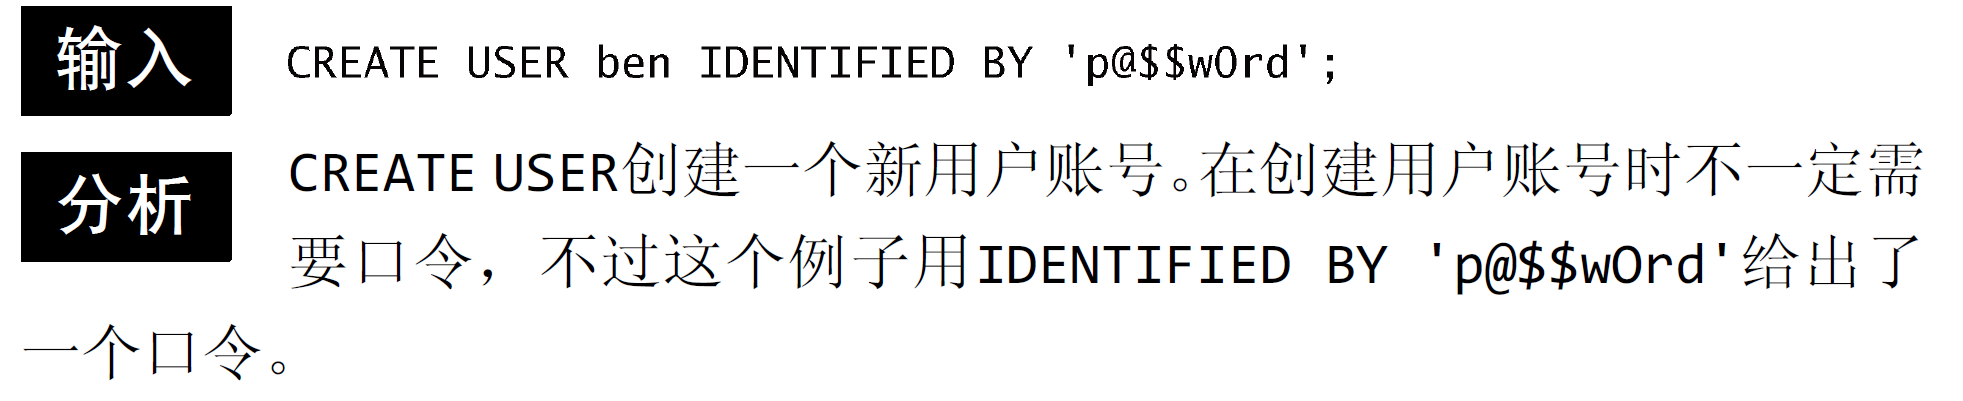 输入 CREATE USER ben IDENTIFIED BY 'p@$$wOrd';
分析 CREATE USER创建一个新用户账号。在创建用户账号时不一定需
要口令，不过这个例子用IDENTIFIED BY 'p@$$wOrd'给出了
一个口令。